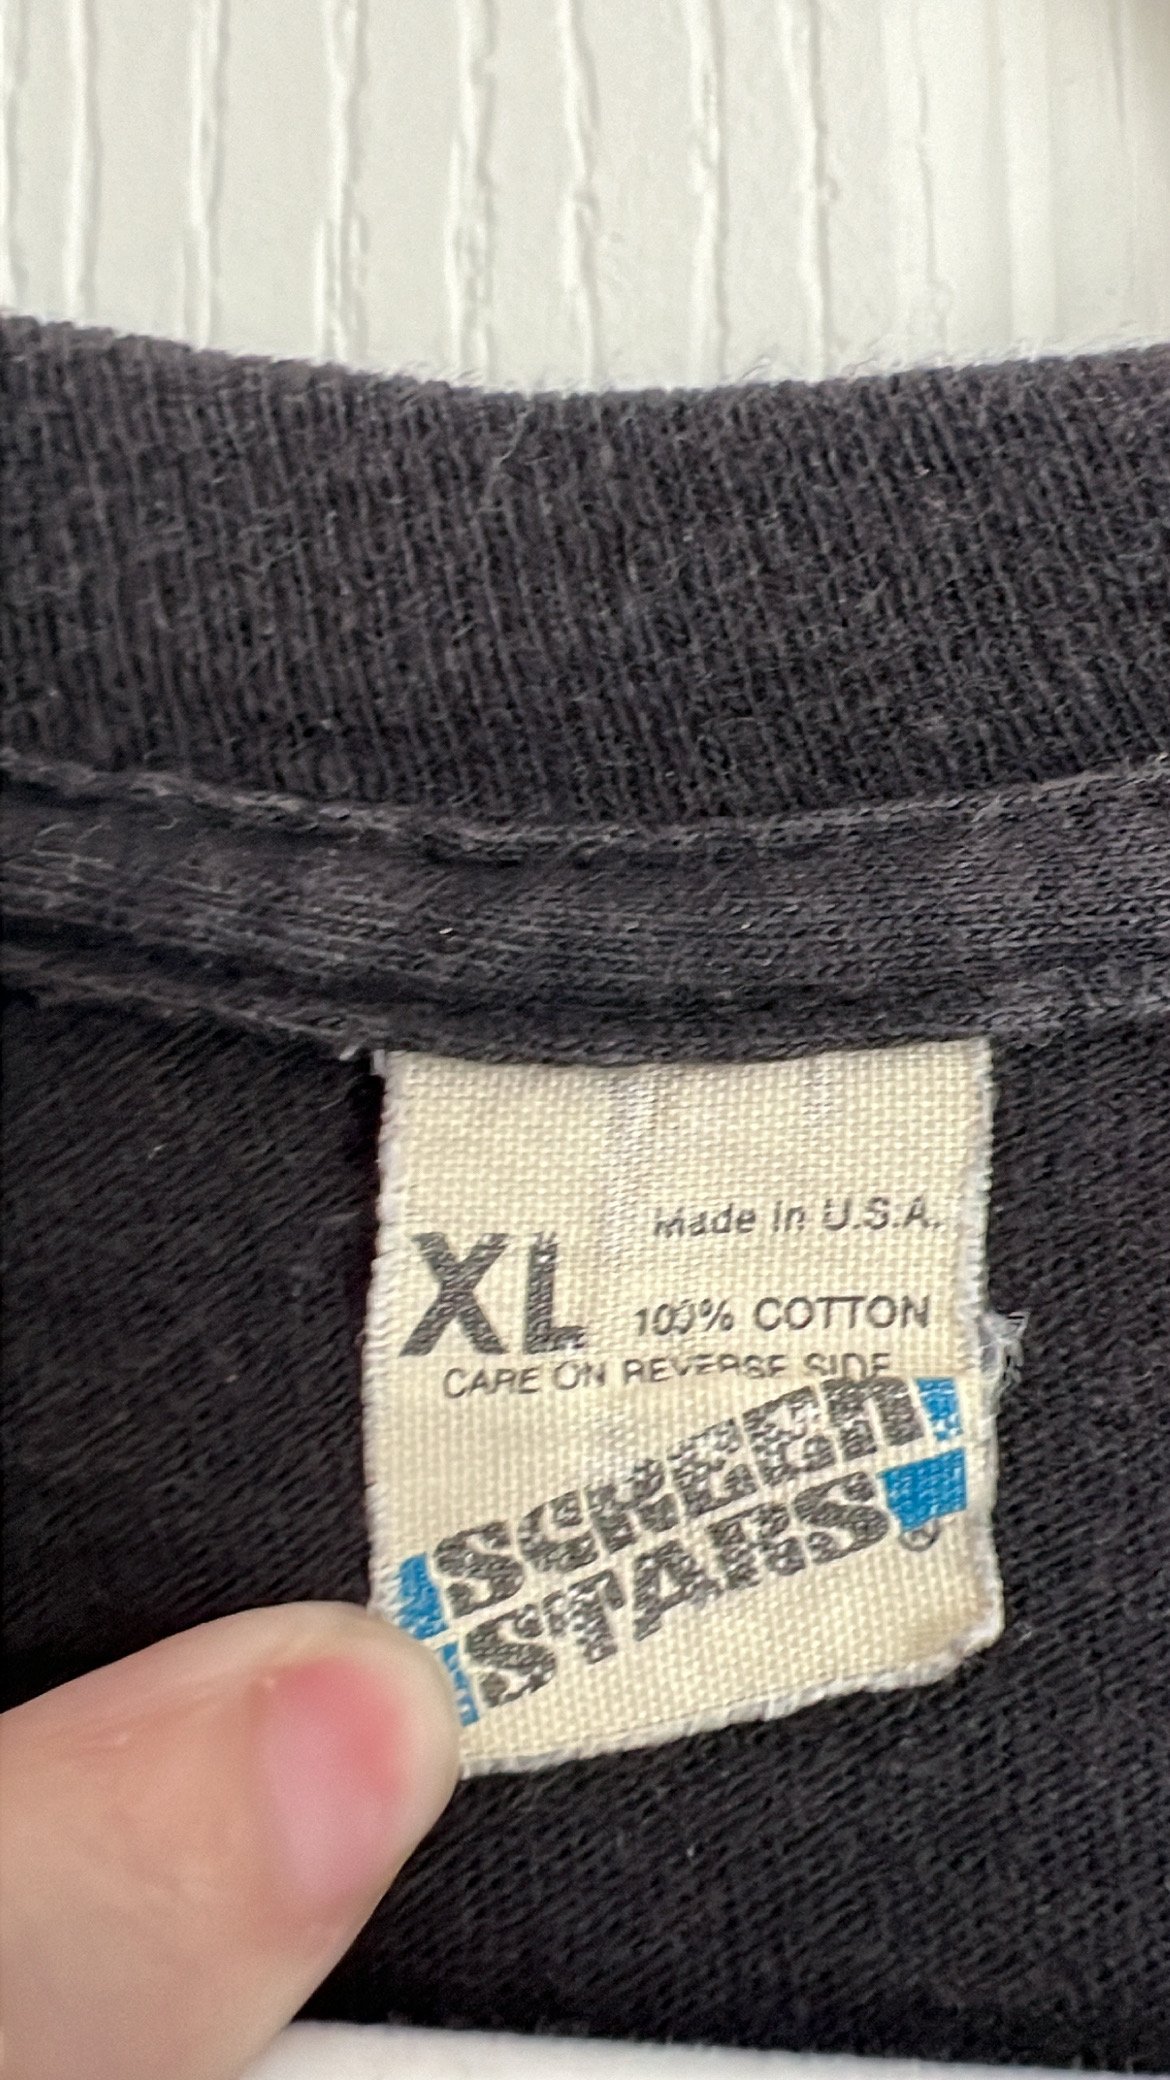 Made in U.S.A.
XL
100% COTTON
CARE ON REVERSE SIDE
SCREEN
STARS
®